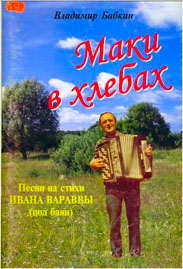 Владимир Бабкин
Маки
в хлебах
Песни на стихи
ИВАНА ВАРАВВЫ
(под баян)